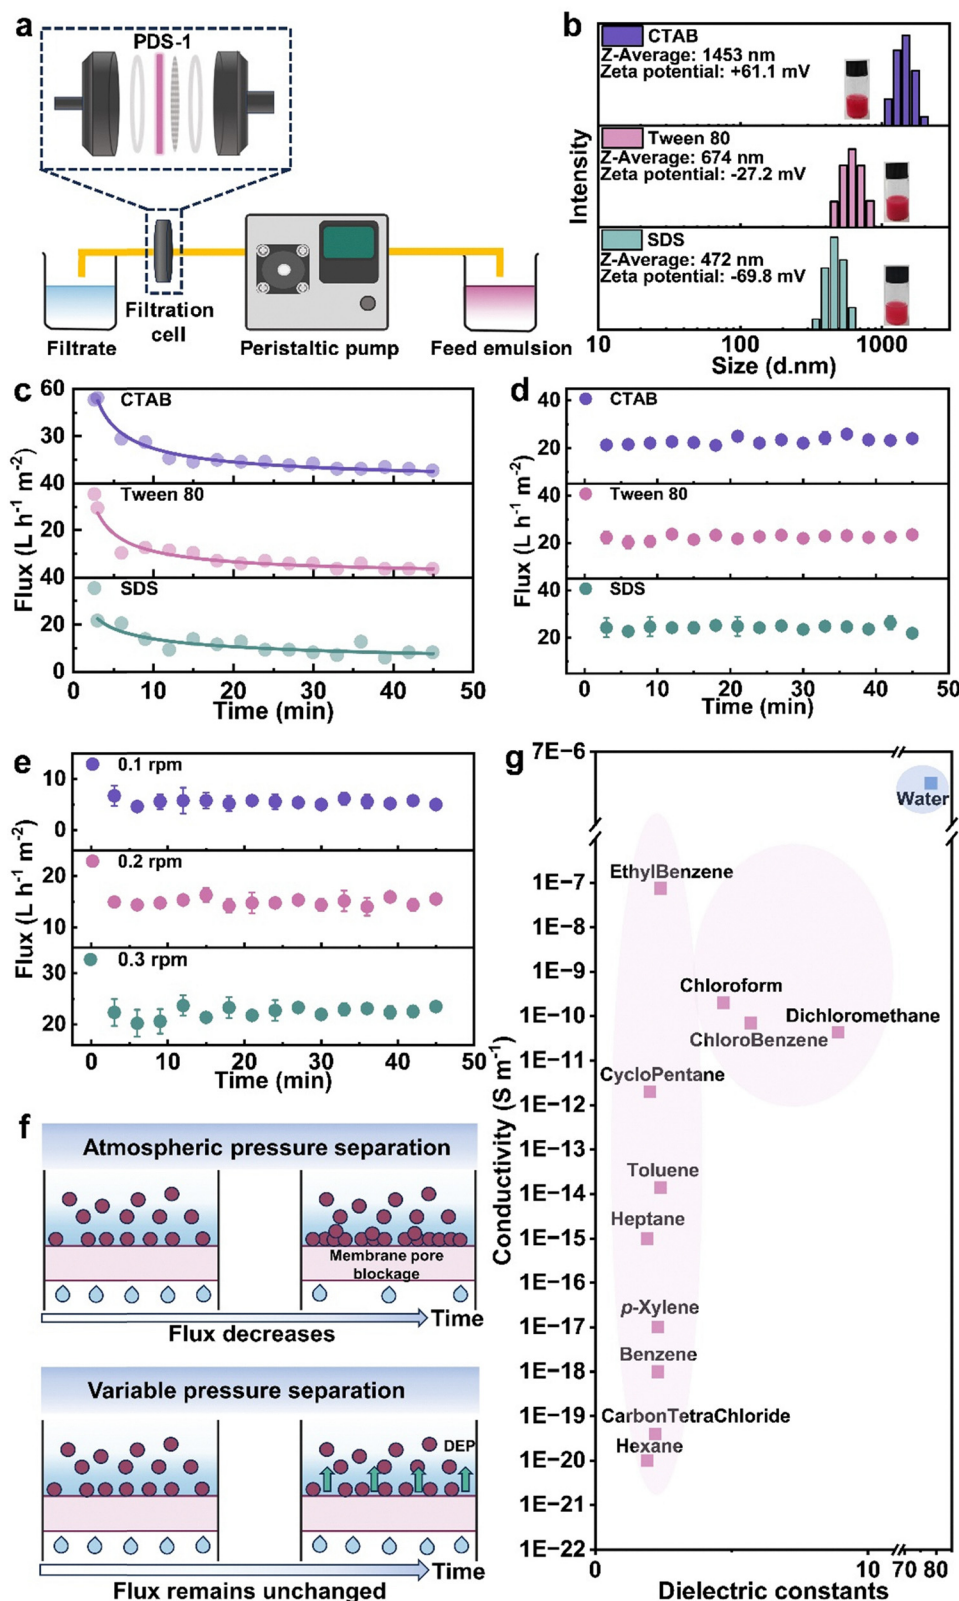 a
PDS-1
Filtration
cell
Filtrate
Peristaltic pump
Feed emulsion
b
CTAB
Z-Average: 1453 nm
Zeta potential: +61.1 mV
Tween 80
Z-Average: 674 nm
Zeta potential: -27.2 mV
SDS
Z-Average: 472 nm
Zeta potential: -69.8 mV
Intensity
10 100 1000
Size (d.nm)
c
60
CTAB
30
40
Tween 80
20
40
SDS
20
0
Flux (L h⁻¹ m⁻²)
0 10 20 30 40 50
Time (min)
d
40
CTAB
20
40
Tween 80
20
40
SDS
20
Flux (L h⁻¹ m⁻²)
0 10 20 30 40 50
Time (min)
e
0.1 rpm
10
0
0.2 rpm
20
10
0.3 rpm
30
20
Flux (L h⁻¹ m⁻²)
0 10 20 30 40 50
Time (min)
f
Atmospheric pressure separation
Membrane pore
blockage
Time
Flux decreases
Variable pressure separation
DEP
Time
Flux remains unchanged
g
7E−6
Water
EthylBenzene
1E−7
1E−8
1E−9
Chloroform
1E−10
Dichloromethane
ChloroBenzene
1E−11
CycloPentane
1E−12
1E−13
Toluene
1E−14
Heptane
1E−15
1E−16
p-Xylene
1E−17
Benzene
1E−18
1E−19
CarbonTetraChloride
Hexane
1E−20
1E−21
1E−22
Conductivity (S m⁻¹)
0 10 70 80
Dielectric constants